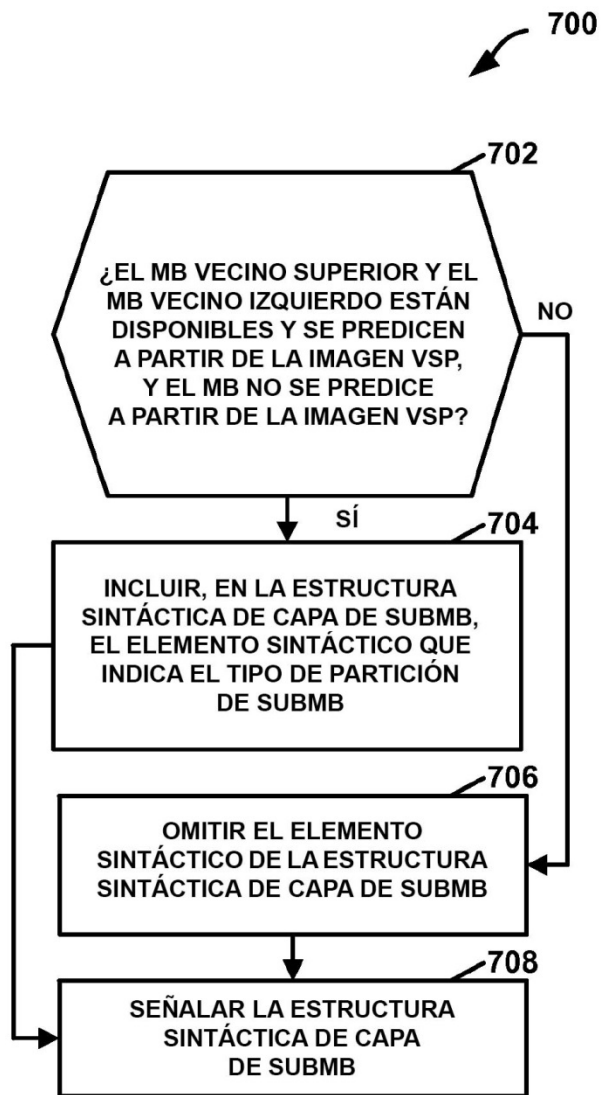 700
702
¿EL MB VECINO SUPERIOR Y EL
MB VECINO IZQUIERDO ESTÁN
DISPONIBLES Y SE PREDICEN
A PARTIR DE LA IMAGEN VSP,
Y EL MB NO SE PREDICE
A PARTIR DE LA IMAGEN VSP?
NO
SÍ
704
INCLUIR, EN LA ESTRUCTURA
SINTÁCTICA DE CAPA DE SUBMB,
EL ELEMENTO SINTÁCTICO QUE
INDICA EL TIPO DE PARTICIÓN
DE SUBMB
706
OMITIR EL ELEMENTO
SINTÁCTICO DE LA ESTRUCTURA
SINTÁCTICA DE CAPA DE SUBMB
708
SEÑALAR LA ESTRUCTURA
SINTÁCTICA DE CAPA
DE SUBMB